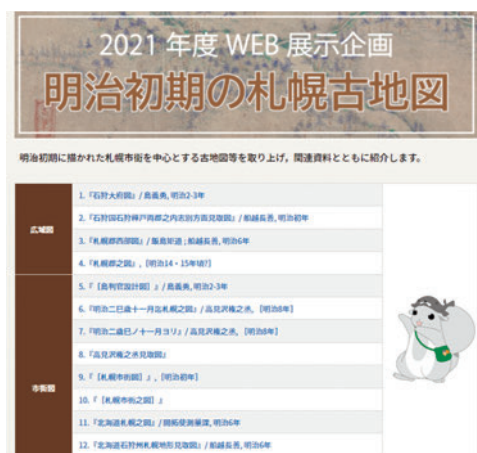 2021 年度 WEB 展示企画
明治初期の札幌古地図
明治初期に描かれた札幌市街を中心とする古地図等を取り上げ，関連資料とともに紹介します。
広域図
1.『石狩大府図』/ 島義勇, 明治2-3年
2.『石狩国石狩樺戸両郡之内志別方面見取図』/ 船越長善, 明治初年
3.『札幌郡西部図』/ 飯島矩道 ; 船越長善, 明治6年
4.『札幌郡之図』, [明治14・15年頃?]
市街図
5.『［島判官設計図］』/ 島義勇, 明治2-3年
6.『明治二巳歳十一月迄札幌之図』/ 高見沢権之丞, [明治8年]
7.『明治二歳巳ノ十一月ヨリ』/ 高見沢権之丞, [明治8年]
8.『高見沢権之丞見取図』
9.『［札幌市街図］』, [明治初年]
10.『［札幌市街之図］』
11.『北海道札幌之図』/ 開拓使測量課, 明治6年
12.『北海道石狩州札幌地形見取図』/ 船越長善, 明治6年